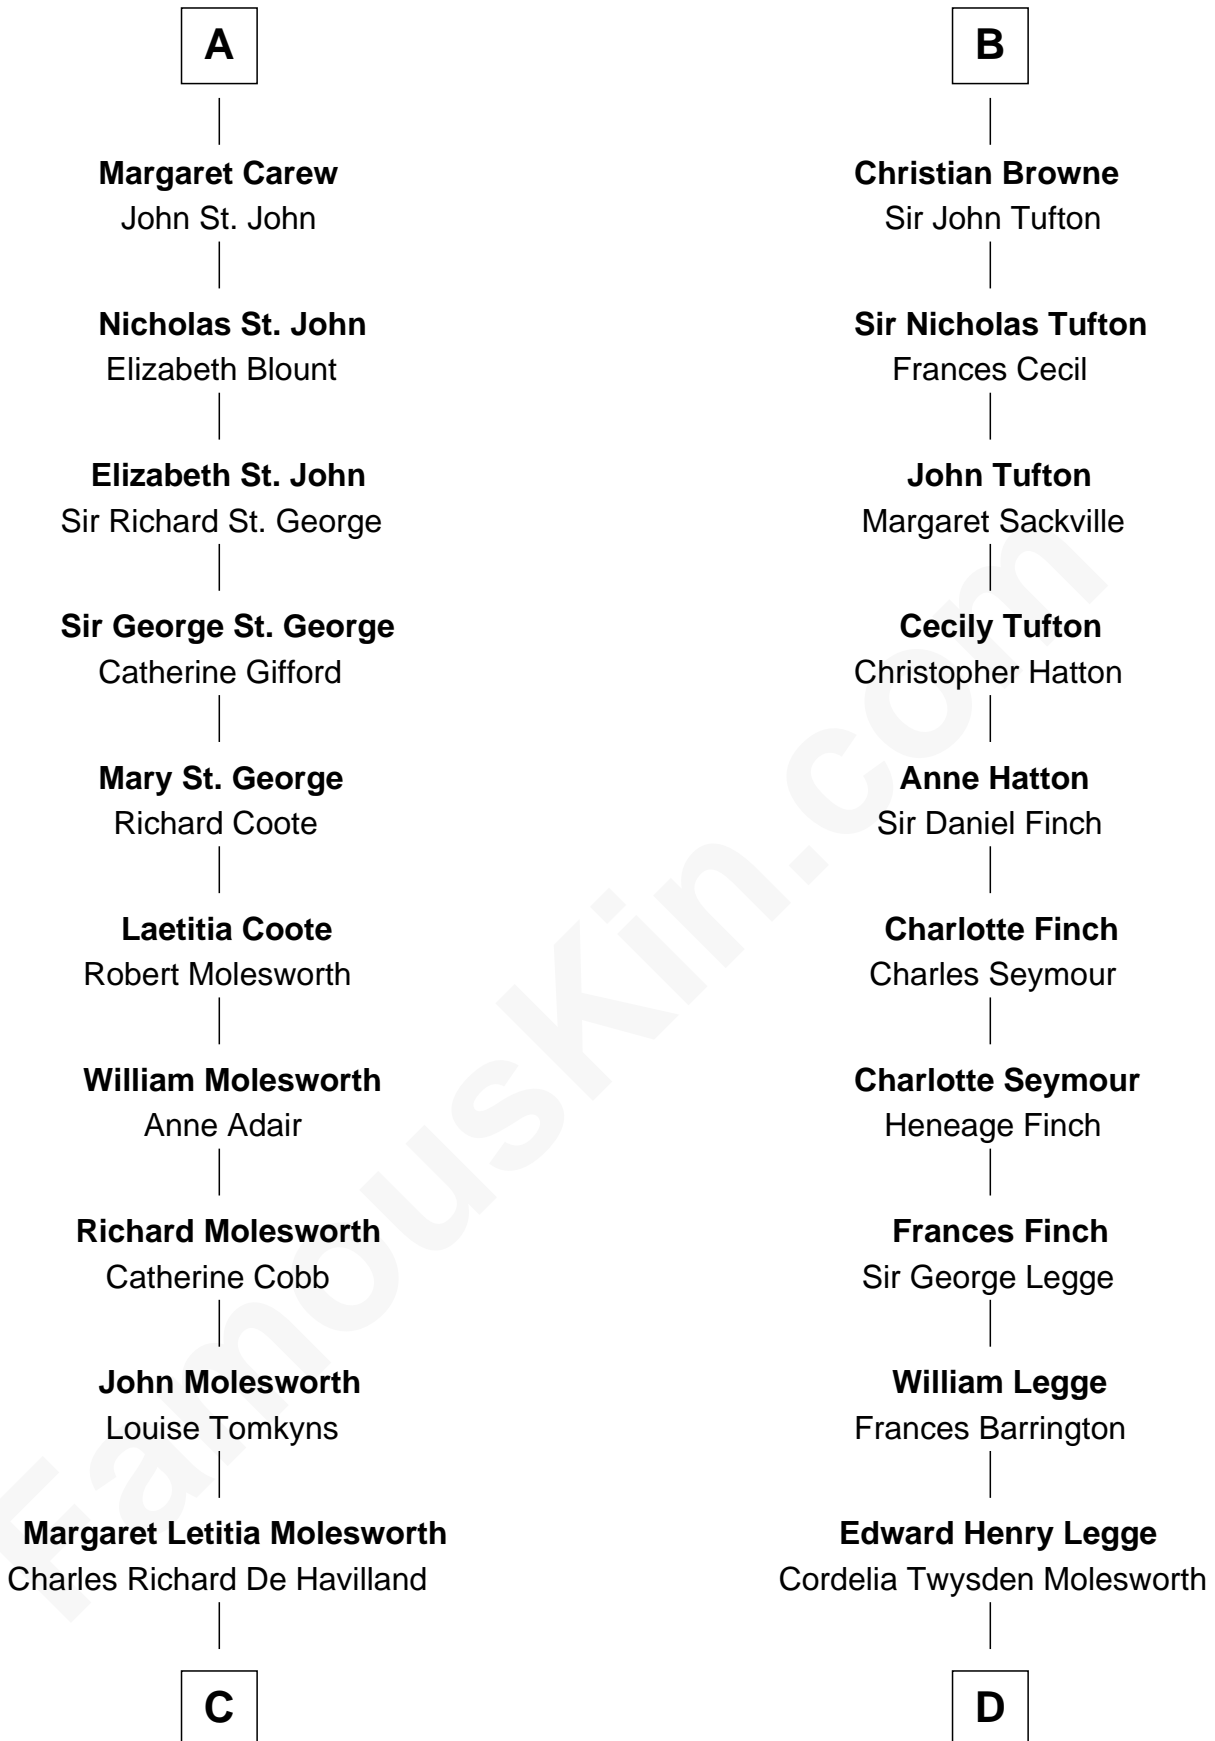 A
Margaret Carew
John St. John
Nicholas St. John
Elizabeth Blount
Elizabeth St. John
Sir Richard St. George
Sir George St. George
Catherine Gifford
Mary St. George
Richard Coote
Laetitia Coote
Robert Molesworth
William Molesworth
Anne Adair
Richard Molesworth
Catherine Cobb
John Molesworth
Louise Tomkyns
Margaret Letitia Molesworth
Charles Richard De Havilland
C
B
Christian Browne
Sir John Tufton
Sir Nicholas Tufton
Frances Cecil
John Tufton
Margaret Sackville
Cecily Tufton
Christopher Hatton
Anne Hatton
Sir Daniel Finch
Charlotte Finch
Charles Seymour
Charlotte Seymour
Heneage Finch
Frances Finch
Sir George Legge
William Legge
Frances Barrington
Edward Henry Legge
Cordelia Twysden Molesworth
D
FamousKin.com